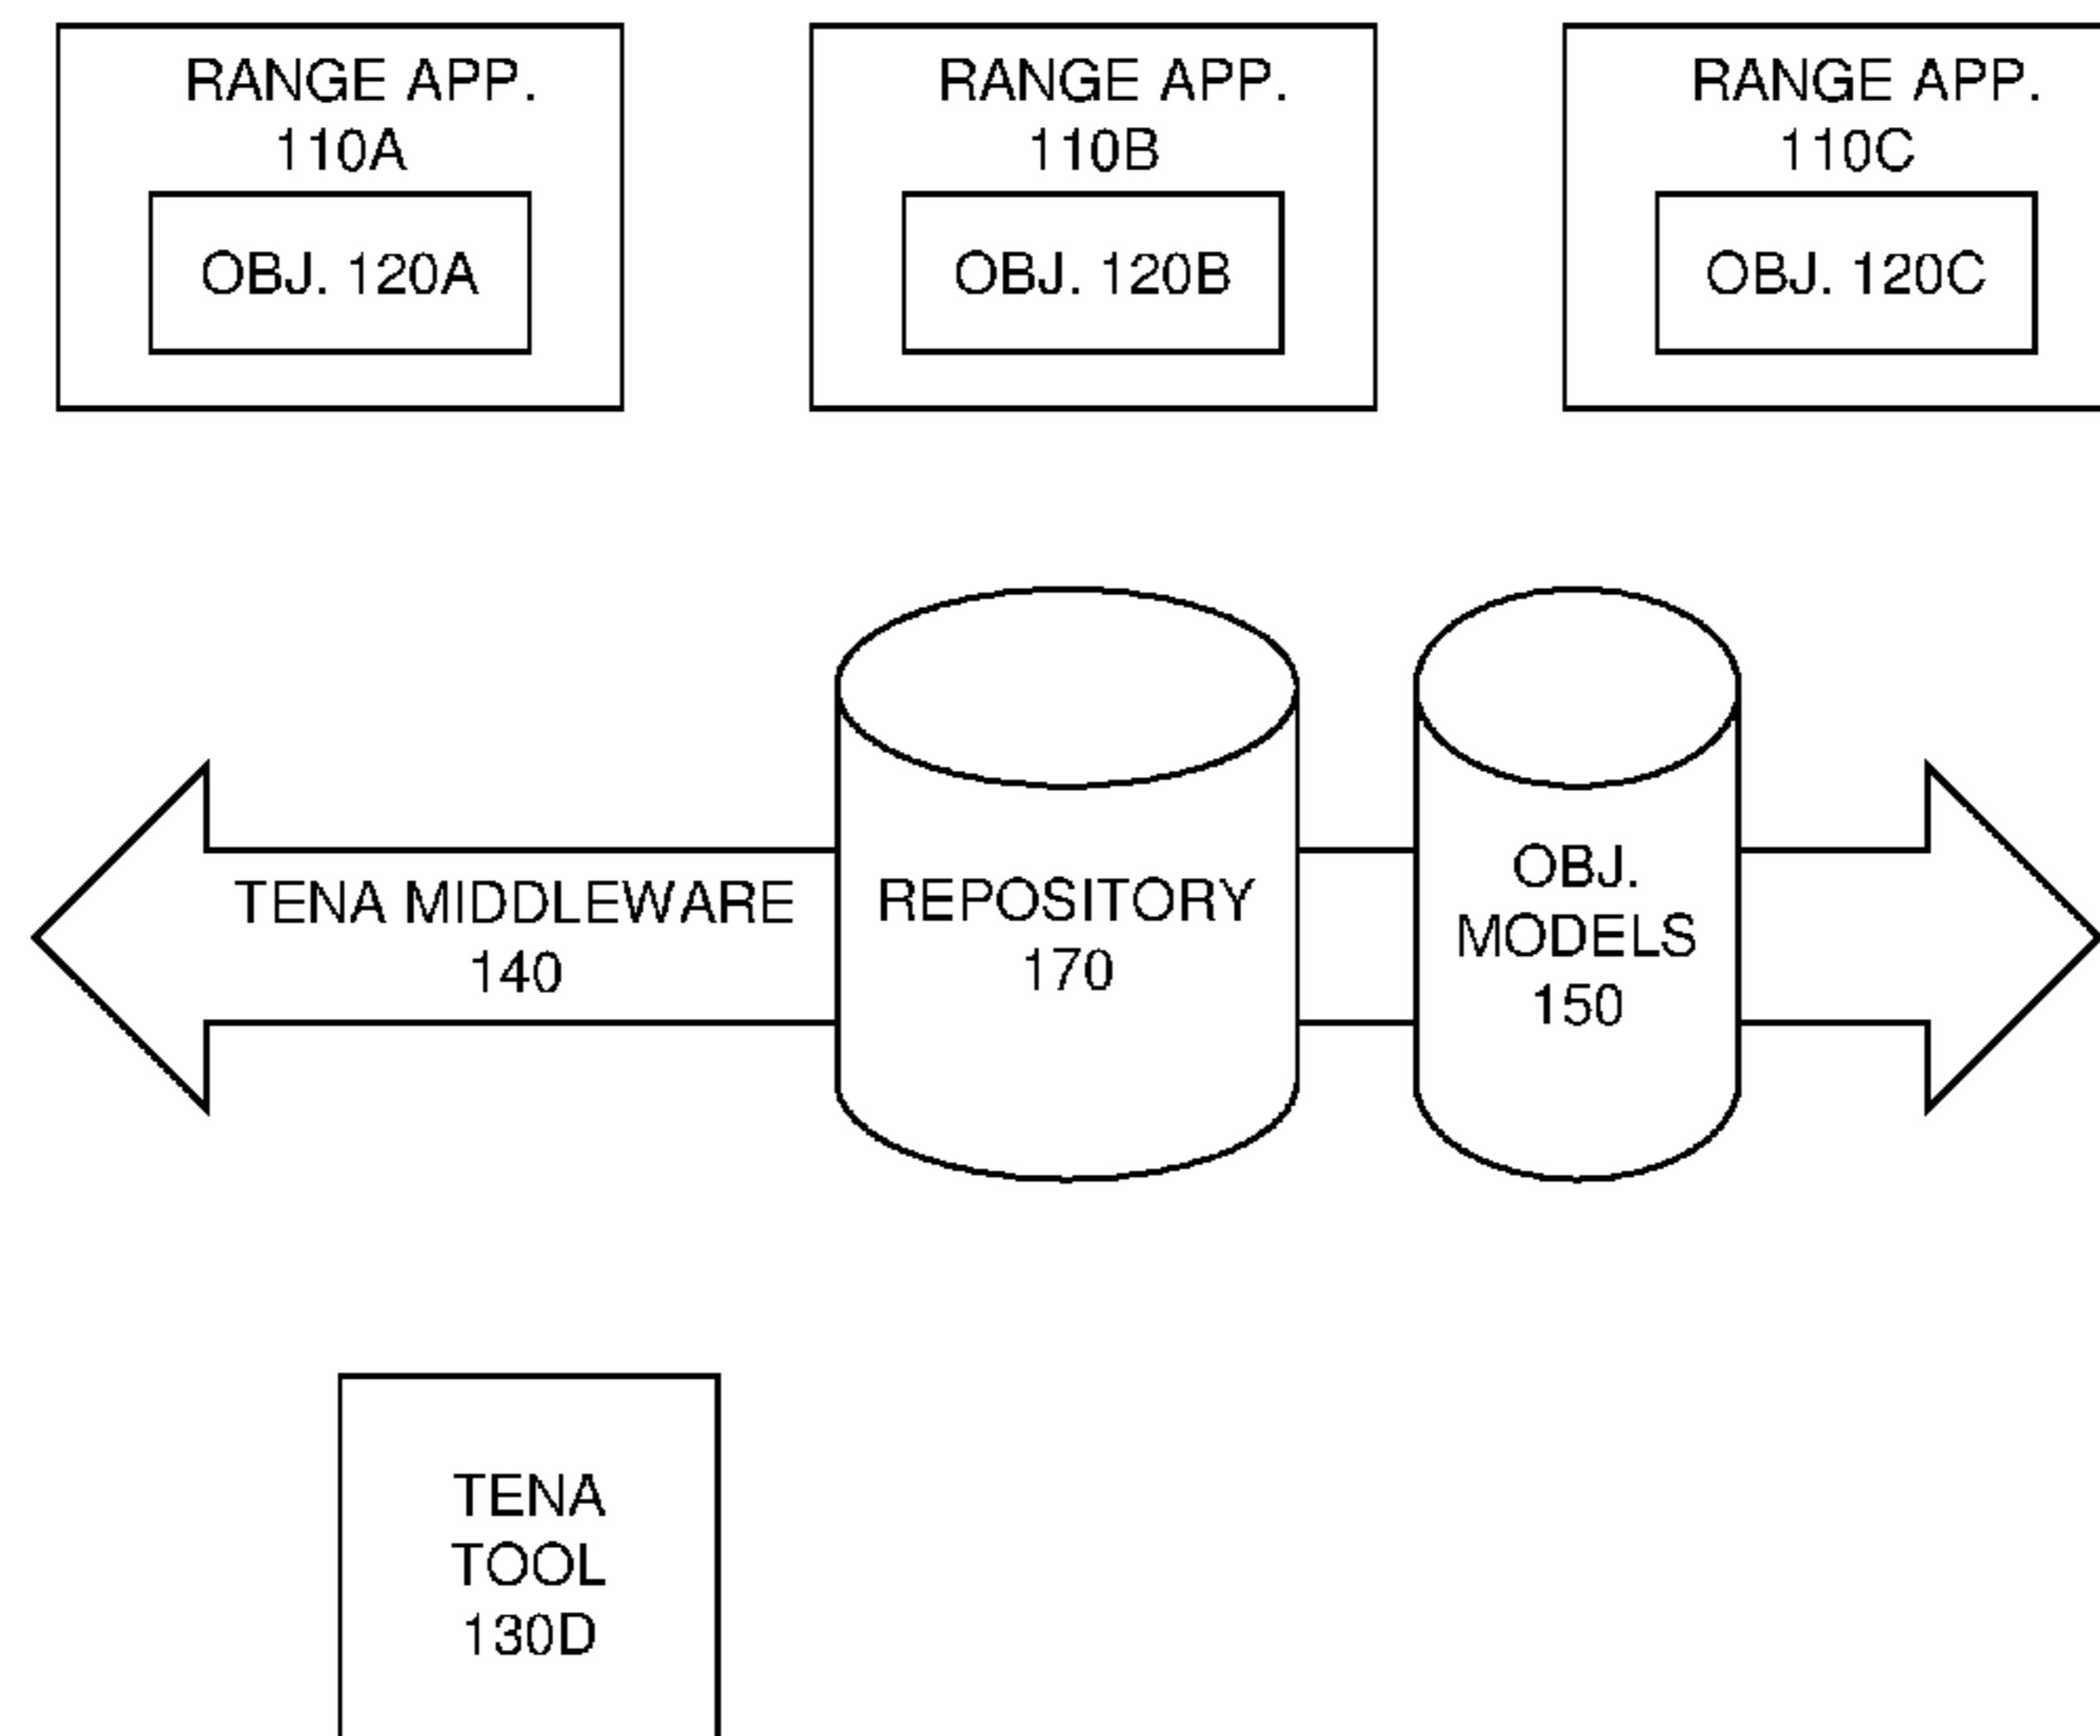 RANGE APP.
110A
OBJ. 120A
RANGE APP.
110B
OBJ. 120B
RANGE APP.
110C
OBJ. 120C
TENA MIDDLEWARE
140
REPOSITORY
170
OBJ.
MODELS
150
TENA
TOOL
130D